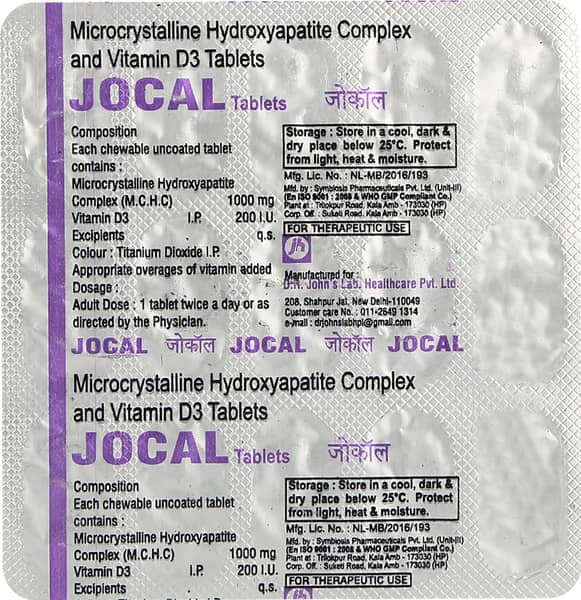 Microcrystalline Hydroxyapatite Complex
and Vitamin D3 Tablets
JOCAL Tablets जोकॉल
Composition
Each chewable uncoated tablet
contains :
Microcrystalline Hydroxyapatite
Complex (M.C.H.C) 1000 mg
Vitamin D3 I.P. 200 I.U.
Excipients . q.s.
Colour : Titanium Dioxide I.P.
Appropriate overages of vitamin added
Dosage :
Adult Dose : 1 tablet twice a day or as
directed by the Physician.
Storage : Store in a cool, dark &
dry place below 25°C. Protect
from light, heat & moisture.
Mfg. Lic. No. : NL-MB/2016/193
Mfd. by : Symbiosis Pharmaceuticals Pvt. Ltd. (Unit-II)
(En ISO 9001 : 2008 & WHO GMP Compliant Co.)
Plant at : Trilokpur Road, Kala Amb - 173030 (HP)
Corp. Off. : Suketi Road, Kala Amb - 173030 (HP)
FOR THERAPEUTIC USE
jh
Manufactured for :
Dr. John's Lab. Healthcare Pvt. Ltd.
208, Shahpur Jat, New Delhi-110049
Customer care No. : 011-2649 1314
e-mail : drjohnslabhpl@gmail.com
JOCAL जोकॉल JOCAL जोकॉल JOCAL
Microcrystalline Hydroxyapatite Complex
and Vitamin D3 Tablets
JOCAL Tablets जोकॉल
Composition
Each chewable uncoated tablet
contains :
Microcrystalline Hydroxyapatite
Complex (M.C.H.C) 1000 mg
Vitamin D3 I.P. 200 I.U.
Excipients . q.s.
Storage : Store in a cool, dark &
dry place below 25°C. Protect
from light, heat & moisture.
Mfg. Lic. No. : NL-MB/2016/193
Mfd. by : Symbiosis Pharmaceuticals Pvt. Ltd. (Unit-II)
(En ISO 9001 : 2008 & WHO GMP Compliant Co.)
Plant at : Trilokpur Road, Kala Amb - 173030 (HP)
Corp. Off. : Suketi Road, Kala Amb - 173030 (HP)
FOR THERAPEUTIC USE